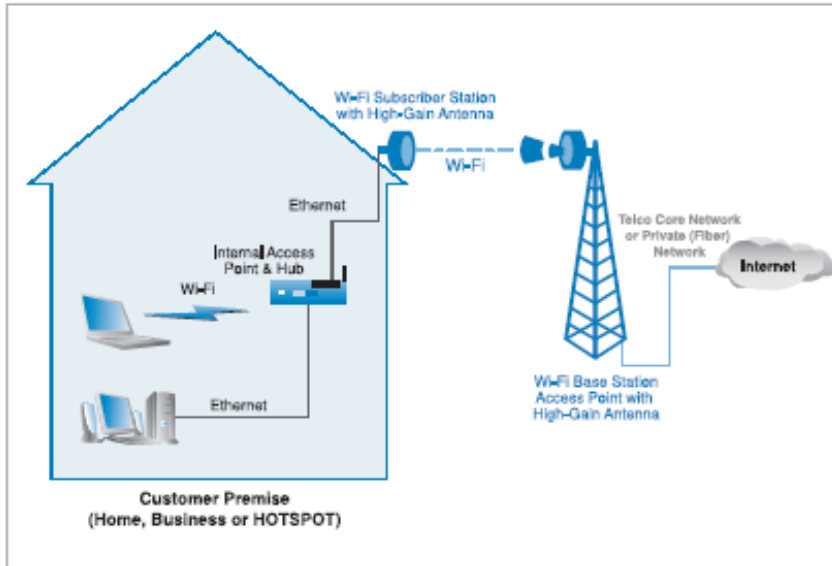 Wi-Fi Subscriber Station
with High-Gain Antenna
Wi-Fi
Ethernet
Telco Core Network
or Private (Fiber)
Network
Internet
Internal Access
Point & Hub
Wi-Fi
Wi-Fi Base Station
Access Point with
High-Gain Antenna
Ethernet
Customer Premise
(Home, Business or HOTSPOT)